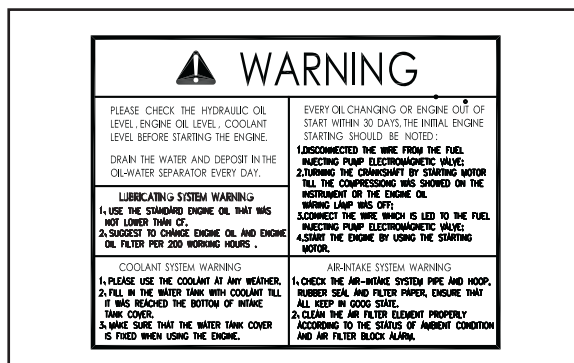 WARNING
PLEASE CHECK THE HYDRAULIC OIL
LEVEL, ENGINE OIL LEVEL, COOLANT
LEVEL BEFORE STARTING THE ENGINE.
DRAIN THE WATER AND DEPOSIT IN THE
OIL-WATER SEPARATOR EVERY DAY.
LUBRICATING SYSTEM WARNING
1、USE THE STANDARD ENGINE OIL THAT WAS
NOT LOWER THAN CF.
2、SUGGEST TO CHANGE ENGINE OIL AND ENGINE
OIL FILTER PER 200 WORKING HOURS .
EVERY OIL CHANGING OR ENGINE OUT OF
START WITHIN 30 DAYS, THE INITIAL ENGINE
STARTING SHOULD BE NOTED :
1.DISCONNECTED THE WIRE FROM THE FUEL
INJECTING PUMP ELECTROMAGNETIC VALVE;
2.TURNING THE CRANKSHAFT BY STARTING MOTOR
TILL THE COMPRESSIONG WAS SHOWED ON THE
INSTRUMENT OR THE ENGINE OIL
WARING LAMP WAS OFF;
3.CONNECT THE WIRE WHICH IS LED TO THE FUEL
INJECTING PUMP ELECTROMAGNETIC VALVE;
4.START THE ENGINE BY USING THE STARTING
MOTOR.
COOLANT SYSTEM WARNING
1、PLEASE USE THE COOLANT AT ANY WEATHER.
2、FILL IN THE WATER TANK WITH COOLANT TILL
IT WAS REACHED THE BOTTOM OF INTAKE
TANK COVER.
3、MAKE SURE THAT THE WATER TANK COVER
IS FIXED WHEN USING THE ENGINE.
AIR-INTAKE SYSTEM WARNING
1、CHECK THE AIR-INTAKE SYSTEM PIPE AND HOOP,
RUBBER SEAL AND FILTER PAPER, ENSURE THAT
ALL KEEP IN GOOG STATE.
2、CLEAN THE AIR FILTER ELEMENT PROPERLY
ACCORDING TO THE STATUS OF AMBIENT CONDITION
AND AIR FILTER BLOCK ALARM.